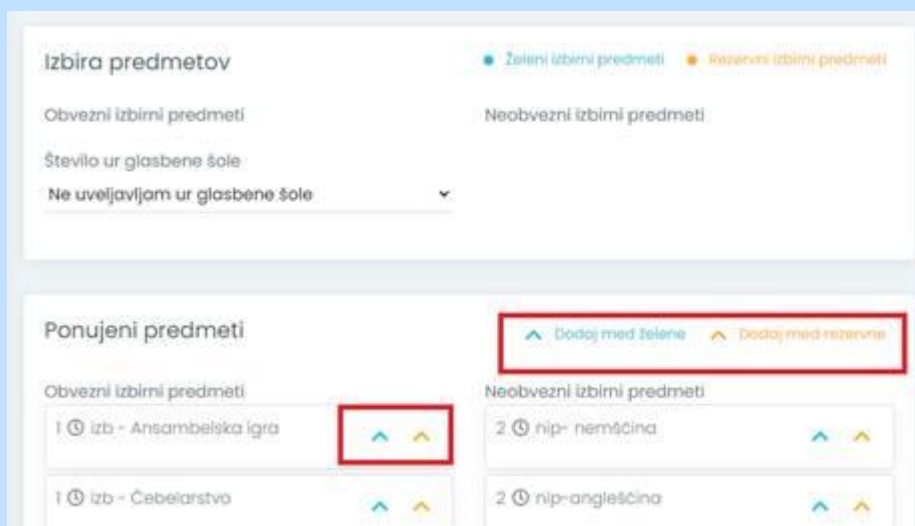 Izbira predmetov
Želeni izbirni predmeti Rezervni izbirni predmeti
Obvezni izbirni predmeti Neobvezni izbirni predmeti
Število ur glasbene šole
Ne uveljavljam ur glasbene šole
Ponujeni predmeti
Dodaj med želene Dodaj med rezervne
Obvezni izbirni predmeti Neobvezni izbirni predmeti
1 izb - Ansambelska igra 2 nip- nemščina
1 izb - Čebelarstvo 2 nip-angleščina